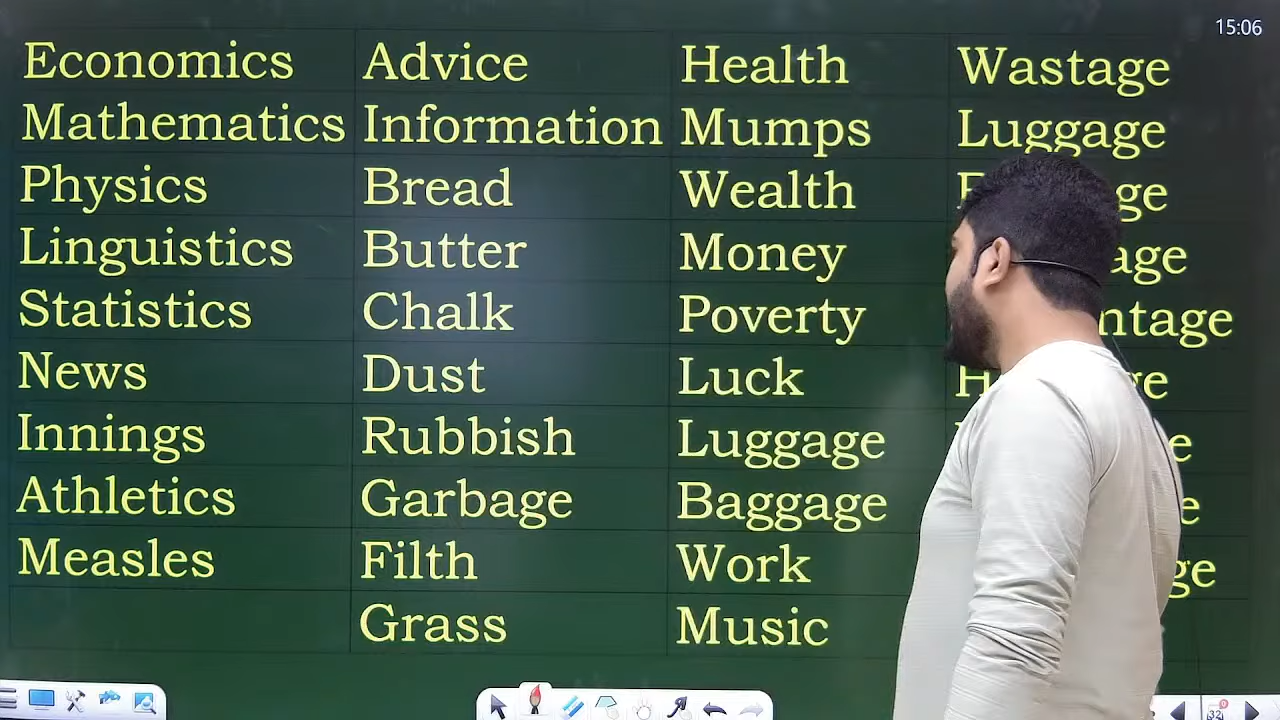 15:06
Economics Advice Health Wastage
Mathematics Information Mumps Luggage
Physics Bread Wealth
Linguistics Butter Money
Statistics Chalk Poverty
News Dust Luck
Innings Rubbish Luggage
Athletics Garbage Baggage
Measles Filth Work
Grass Music